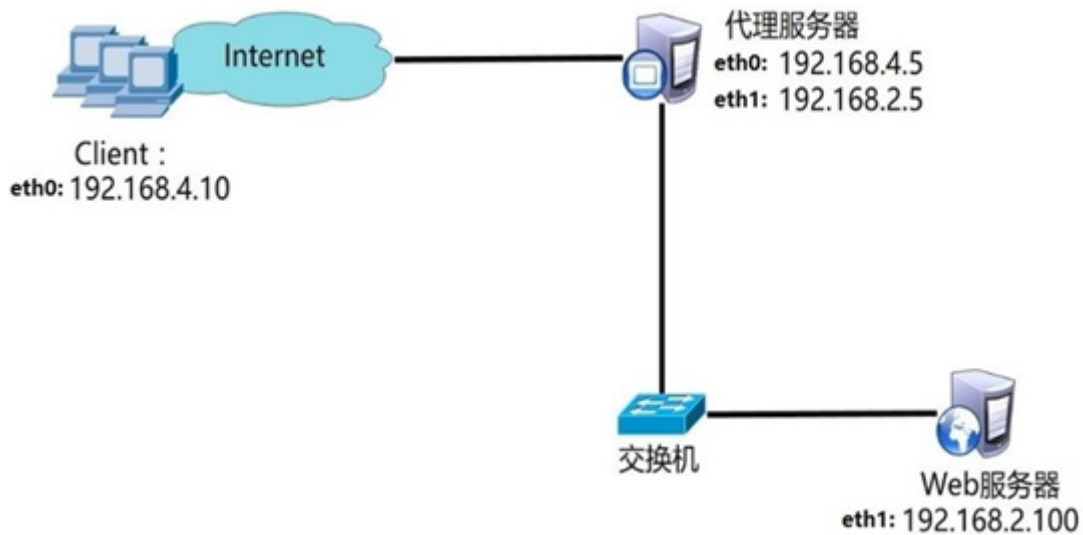 Internet
代理服务器
eth0: 192.168.4.5
eth1: 192.168.2.5
Client：
eth0: 192.168.4.10
交换机
Web服务器
eth1: 192.168.2.100